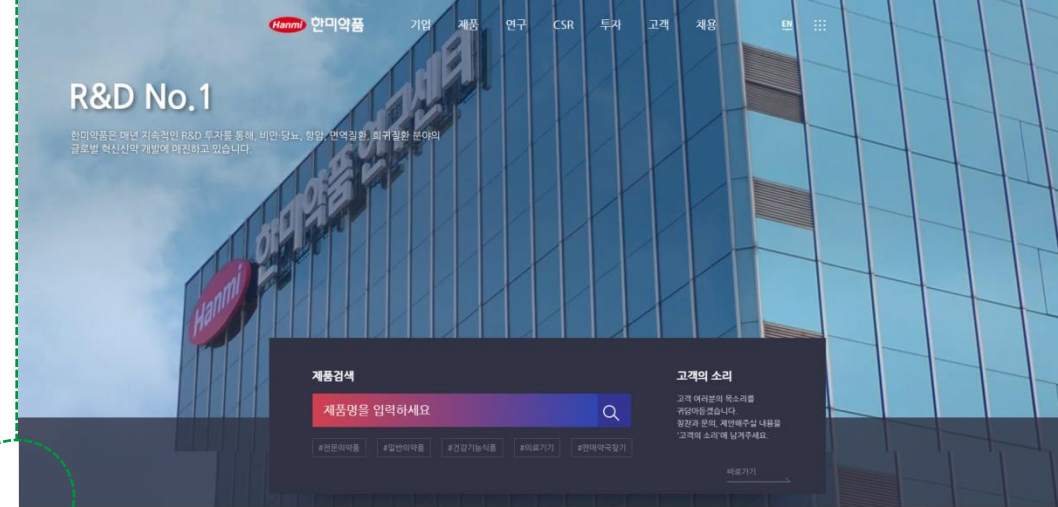 Hanmi 한미약품
기업 제품 연구 CSR 투자 고객 채용 EN
R&D No.1
한미약품은 매년 지속적인 R&D 투자를 통해, 비만·당뇨, 항암, 면역질환, 희귀질환 분야의
글로벌 혁신신약 개발에 매진하고 있습니다.
Hanmi 한미약품연구센터
제품검색
제품명을 입력하세요
#전문의약품 #일반의약품 #건강기능식품 #의료기기 #한미약국찾기
고객의 소리
고객 여러분의 목소리를
귀담아듣겠습니다.
칭찬과 문의, 제안해주실 내용을
'고객의 소리'에 남겨주세요.
바로가기